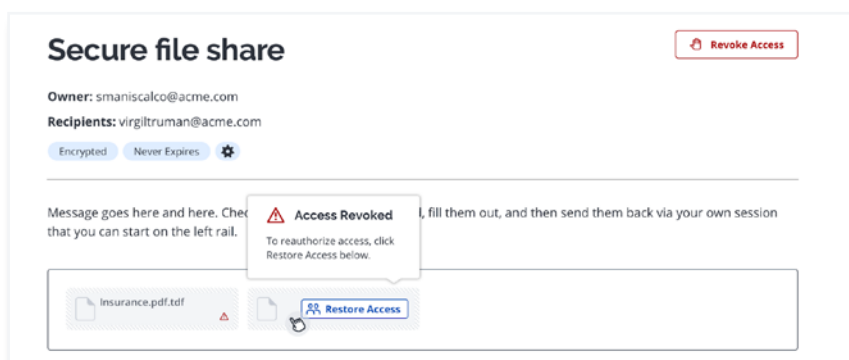 Secure file share
Revoke Access
Owner: smaniscalco@acme.com
Recipients: virgiltruman@acme.com
Encrypted Never Expires
Message goes here and here. Chec
, fill them out, and then send them back via your own session
that you can start on the left rail.
Access Revoked
To reauthorize access, click
Restore Access below.
Insurance.pdf.tdf
Restore Access